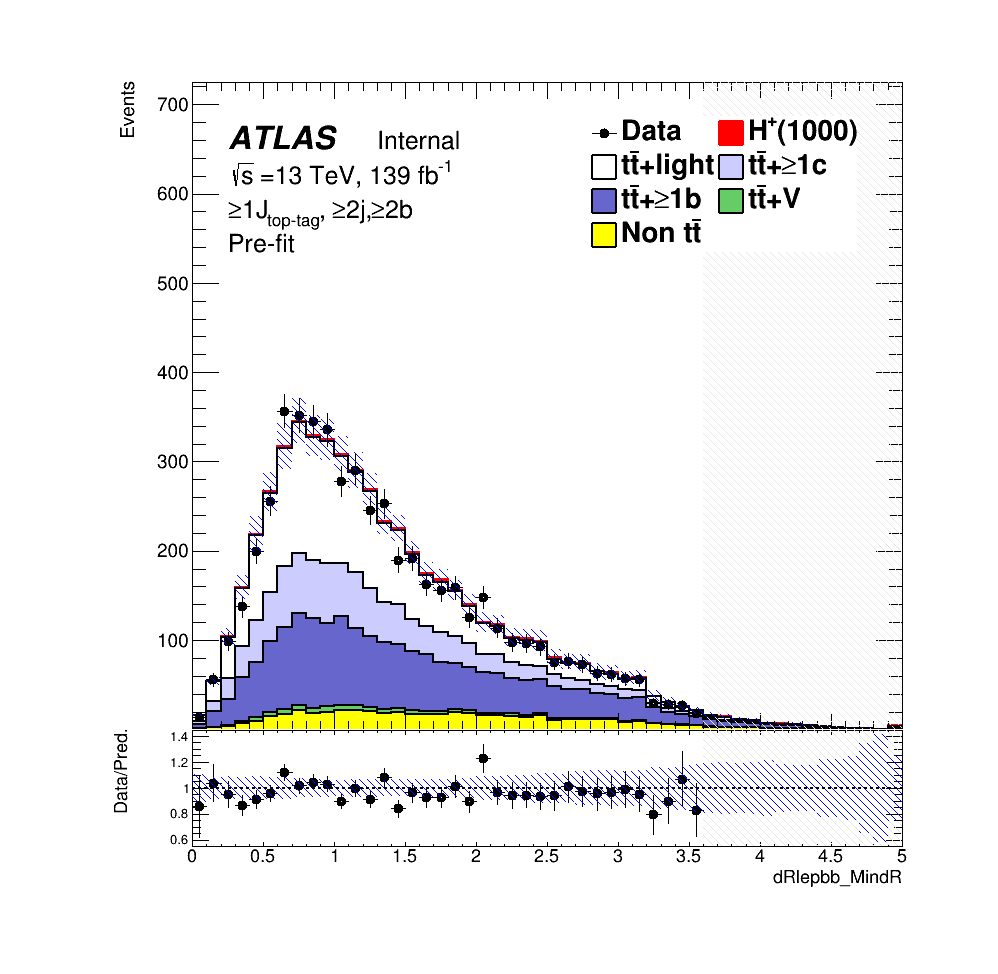 Events
700
600
500
400
300
200
100
ATLAS Internal
√s =13 TeV, 139 fb-1
≥1Jtop-tag, ≥2j,≥2b
Pre-fit
Data
H+(1000)
tt̄+light
tt̄+≥1c
tt̄+≥1b
tt̄+V
Non tt̄
Data/Pred.
1.4
1.2
1
0.8
0.6
0 0.5 1 1.5 2 2.5 3 3.5 4 4.5 5
dRlepbb_MindR